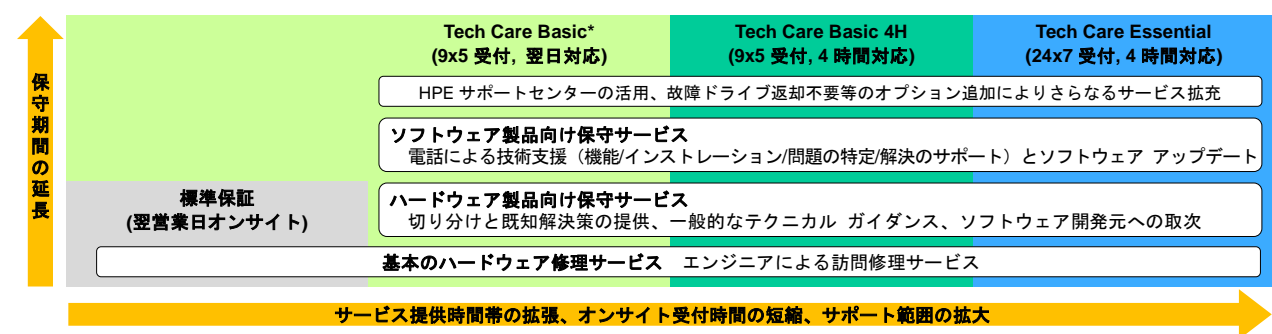 Tech Care Basic*
(9x5 受付, 翌日対応)
Tech Care Basic 4H
(9x5 受付, 4 時間対応)
Tech Care Essential
(24x7 受付, 4 時間対応)
保守期間の延長
HPE サポートセンターの活用、故障ドライブ返却不要等のオプション追加によりさらなるサービス拡充
ソフトウェア製品向け保守サービス
電話による技術支援（機能/インストレーション/問題の特定/解決のサポート）とソフトウェア アップデート
標準保証
(翌営業日オンサイト)
ハードウェア製品向け保守サービス
切り分けと既知解決策の提供、一般的なテクニカル ガイダンス、ソフトウェア開発元への取次
基本のハードウェア修理サービス エンジニアによる訪問修理サービス
サービス提供時間帯の拡張、オンサイト受付時間の短縮、サポート範囲の拡大